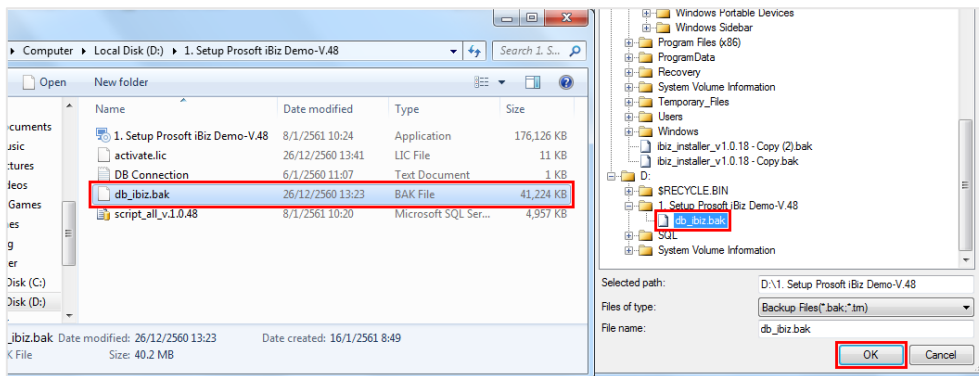 Computer ▸ Local Disk (D:) ▸ 1. Setup Prosoft iBiz Demo-V.48
Search 1. S...
Open New folder
Name Date modified Type Size
1. Setup Prosoft iBiz Demo-V.48 8/1/2561 10:24 Application 176,126 KB
activate.lic 26/12/2560 13:41 LIC File 11 KB
DB Connection 6/1/2560 11:07 Text Document 1 KB
db_ibiz.bak 26/12/2560 13:23 BAK File 41,224 KB
script_all_v.1.0.48 8/1/2561 10:20 Microsoft SQL Ser... 4,957 KB
cuments
usic
tures
deos
Games
es
g
er
Disk (C:)
Disk (D:)
_ibiz.bak Date modified: 26/12/2560 13:23 Date created: 16/1/2561 8:49
K File Size: 40.2 MB
Windows Portable Devices
Windows Sidebar
Program Files (x86)
ProgramData
Recovery
System Volume Information
Temporary_Files
Users
Windows
ibiz_installer_v1.0.18 - Copy (2).bak
ibiz_installer_v1.0.18 - Copy.bak
D:
$RECYCLE.BIN
1. Setup Prosoft iBiz Demo-V.48
db_ibiz.bak
SQL
System Volume Information
Selected path: D:\1. Setup Prosoft iBiz Demo-V.48
Files of type: Backup Files(*.bak;*.trn)
File name: db_ibiz.bak
OK Cancel